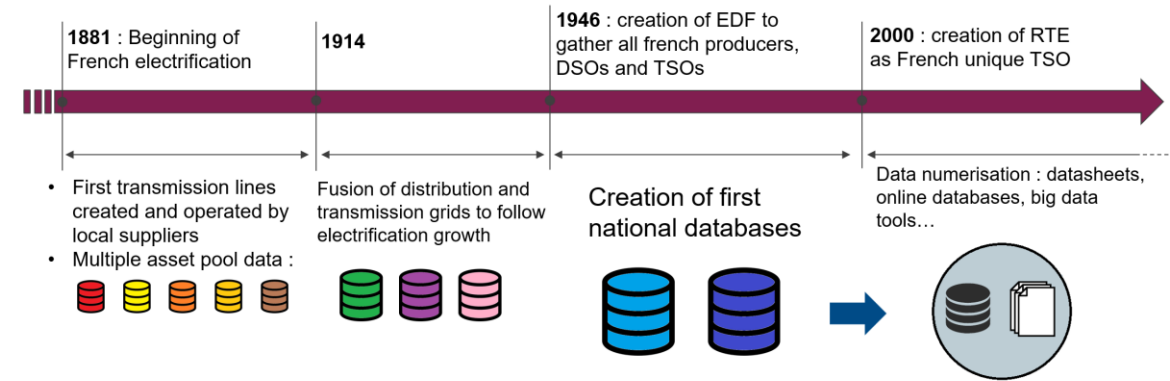 1881 : Beginning of
French electrification
1914
1946 : creation of EDF to
gather all french producers,
DSOs and TSOs
2000 : creation of RTE
as French unique TSO
• First transmission lines
created and operated by
local suppliers
• Multiple asset pool data :
Fusion of distribution and
transmission grids to follow
electrification growth
Creation of first
national databases
Data numerisation : datasheets,
online databases, big data
tools…